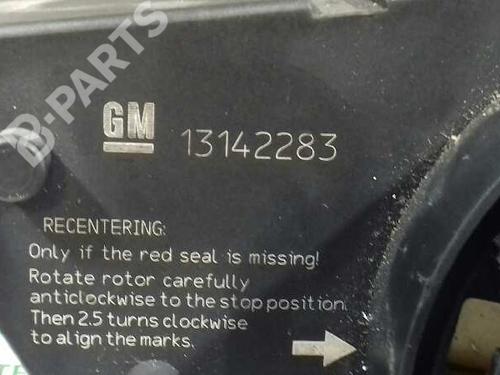 B-PARTS
GM 13142283
RECENTERING:
Only if the red seal is missing!
Rotate rotor carefully
anticlockwise to the stop position.
Then 2.5 turns clockwise
to align the marks.